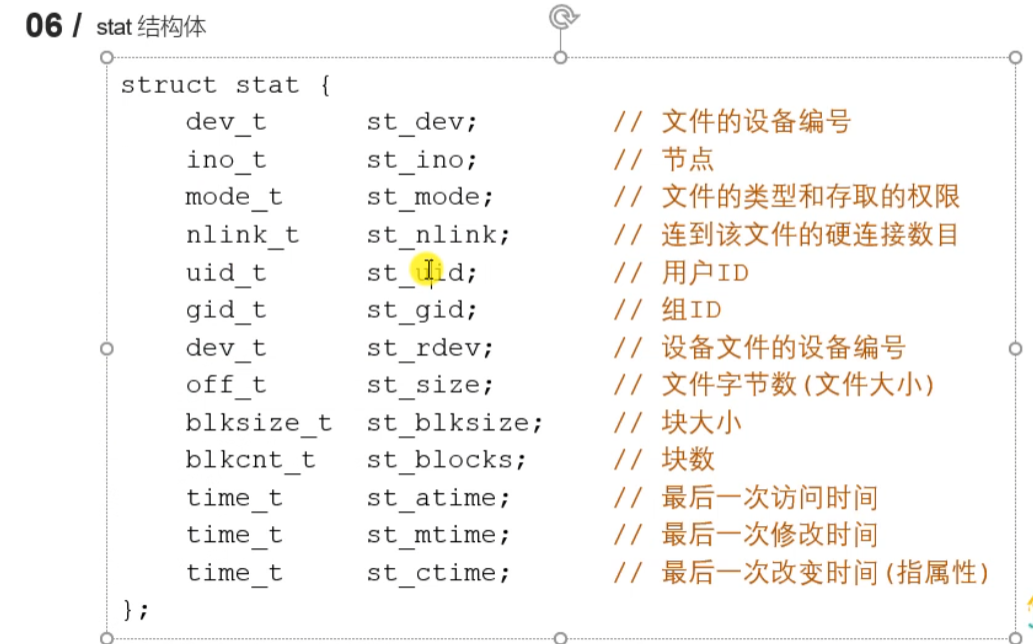 06 / stat 结构体
struct stat {
dev_t st_dev; // 文件的设备编号
ino_t st_ino; // 节点
mode_t st_mode; // 文件的类型和存取的权限
nlink_t st_nlink; // 连到该文件的硬连接数目
uid_t st_uid; // 用户ID
gid_t st_gid; // 组ID
dev_t st_rdev; // 设备文件的设备编号
off_t st_size; // 文件字节数(文件大小)
blksize_t st_blksize; // 块大小
blkcnt_t st_blocks; // 块数
time_t st_atime; // 最后一次访问时间
time_t st_mtime; // 最后一次修改时间
time_t st_ctime; // 最后一次改变时间(指属性)
};